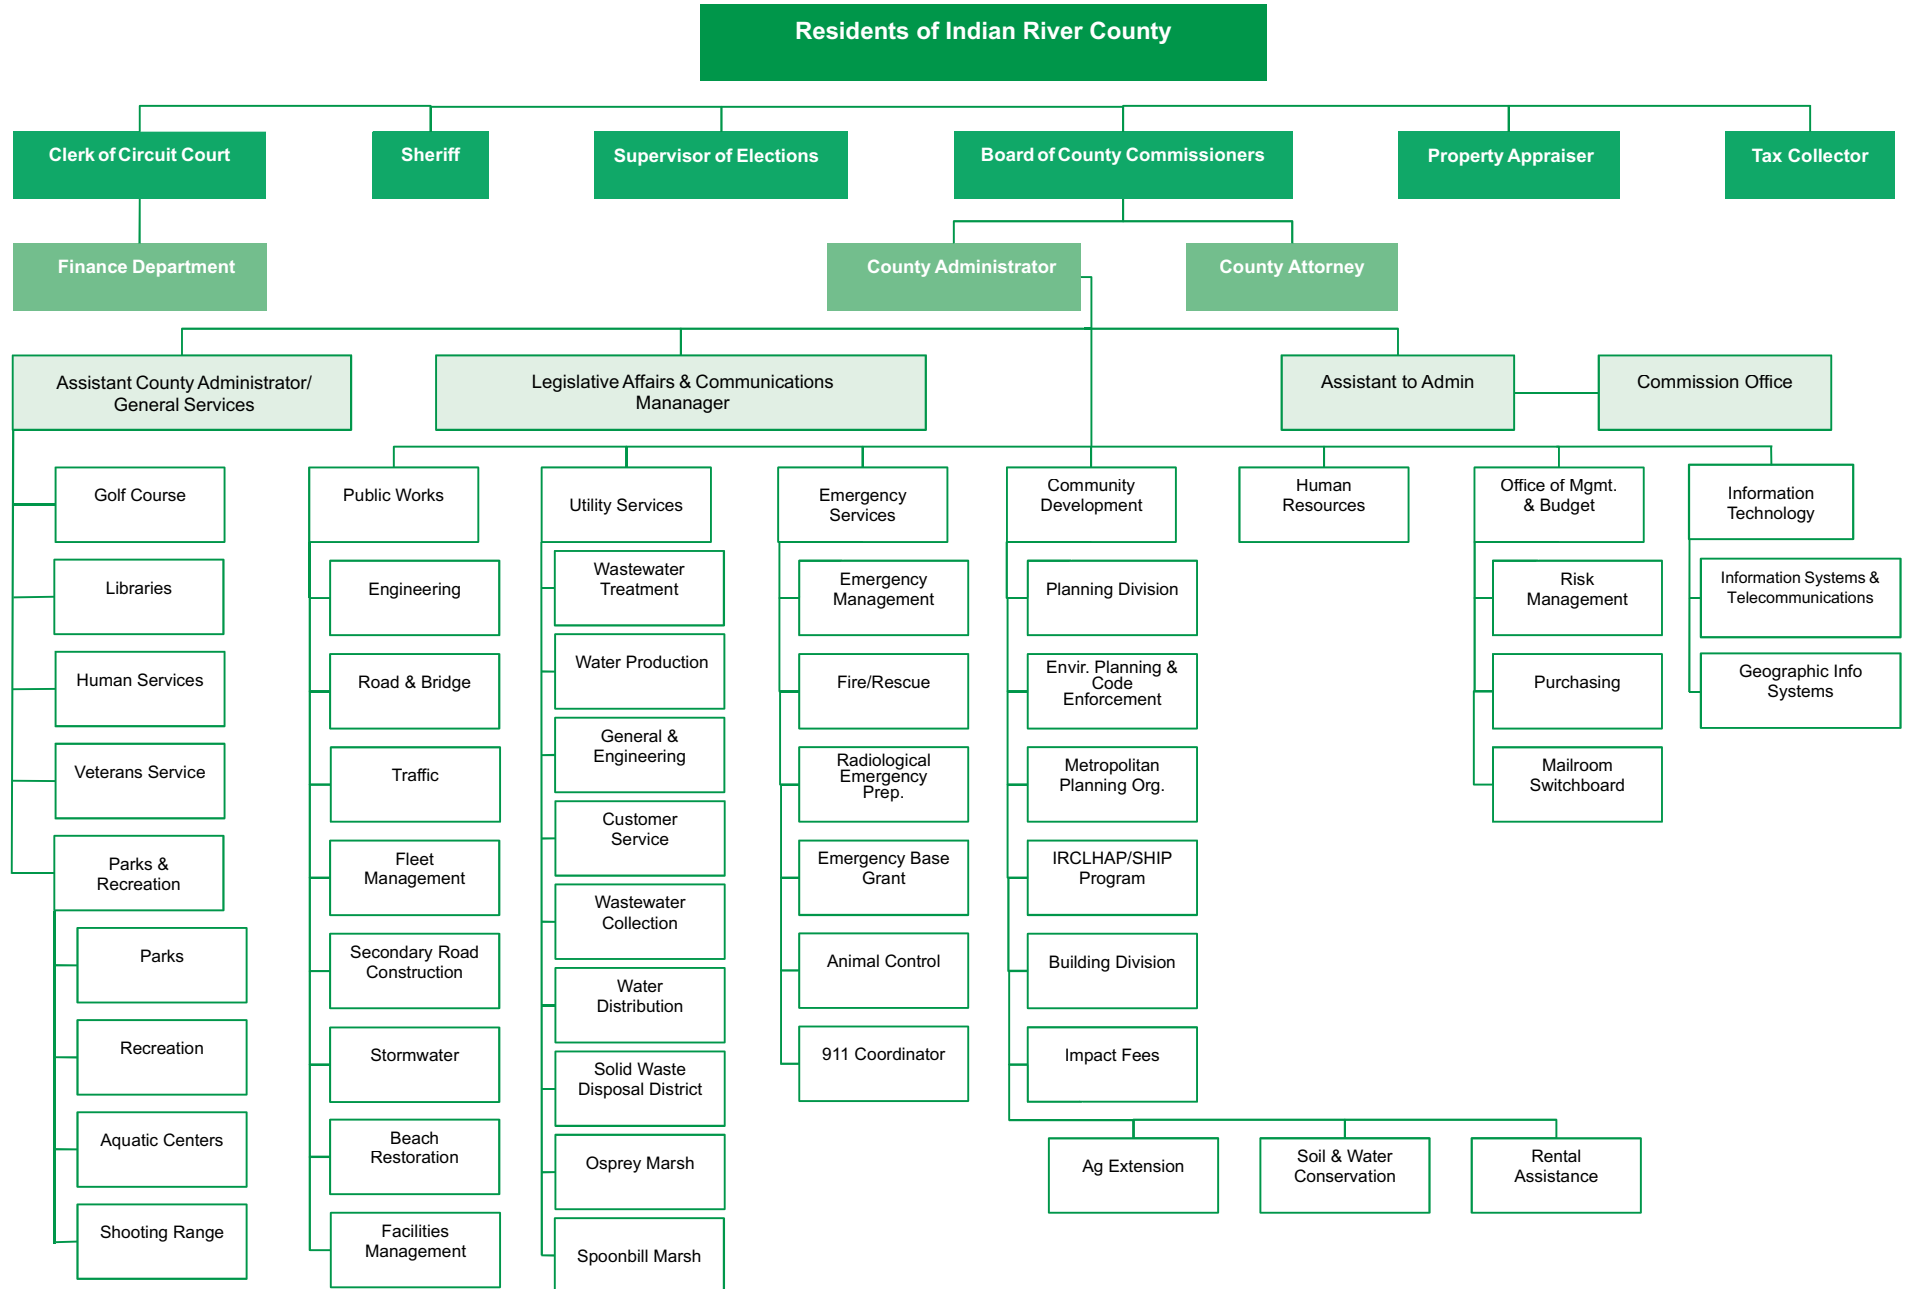 Residents of Indian River County
Clerk of Circuit Court
Sheriff
Supervisor of Elections
Board of County Commissioners
Property Appraiser
Tax Collector
Finance Department
County Administrator
County Attorney
Assistant County Administrator/
General Services
Legislative Affairs & Communications
Mananager
Assistant to Admin
Commission Office
Golf Course
Libraries
Human Services
Veterans Service
Parks &
Recreation
Parks
Recreation
Aquatic Centers
Shooting Range
Public Works
Engineering
Road & Bridge
Traffic
Fleet
Management
Secondary Road
Construction
Stormwater
Beach
Restoration
Facilities
Management
Utility Services
Wastewater
Treatment
Water Production
General &
Engineering
Customer
Service
Wastewater
Collection
Water
Distribution
Solid Waste
Disposal District
Osprey Marsh
Spoonbill Marsh
Emergency
Services
Emergency
Management
Fire/Rescue
Radiological
Emergency
Prep.
Emergency Base
Grant
Animal Control
911 Coordinator
Community
Development
Planning Division
Envir. Planning &
Code
Enforcement
Metropolitan
Planning Org.
IRCLHAP/SHIP
Program
Building Division
Impact Fees
Ag Extension
Soil & Water
Conservation
Rental
Assistance
Human
Resources
Office of Mgmt.
& Budget
Risk
Management
Purchasing
Mailroom
Switchboard
Information
Technology
Information Systems &
Telecommunications
Geographic Info
Systems